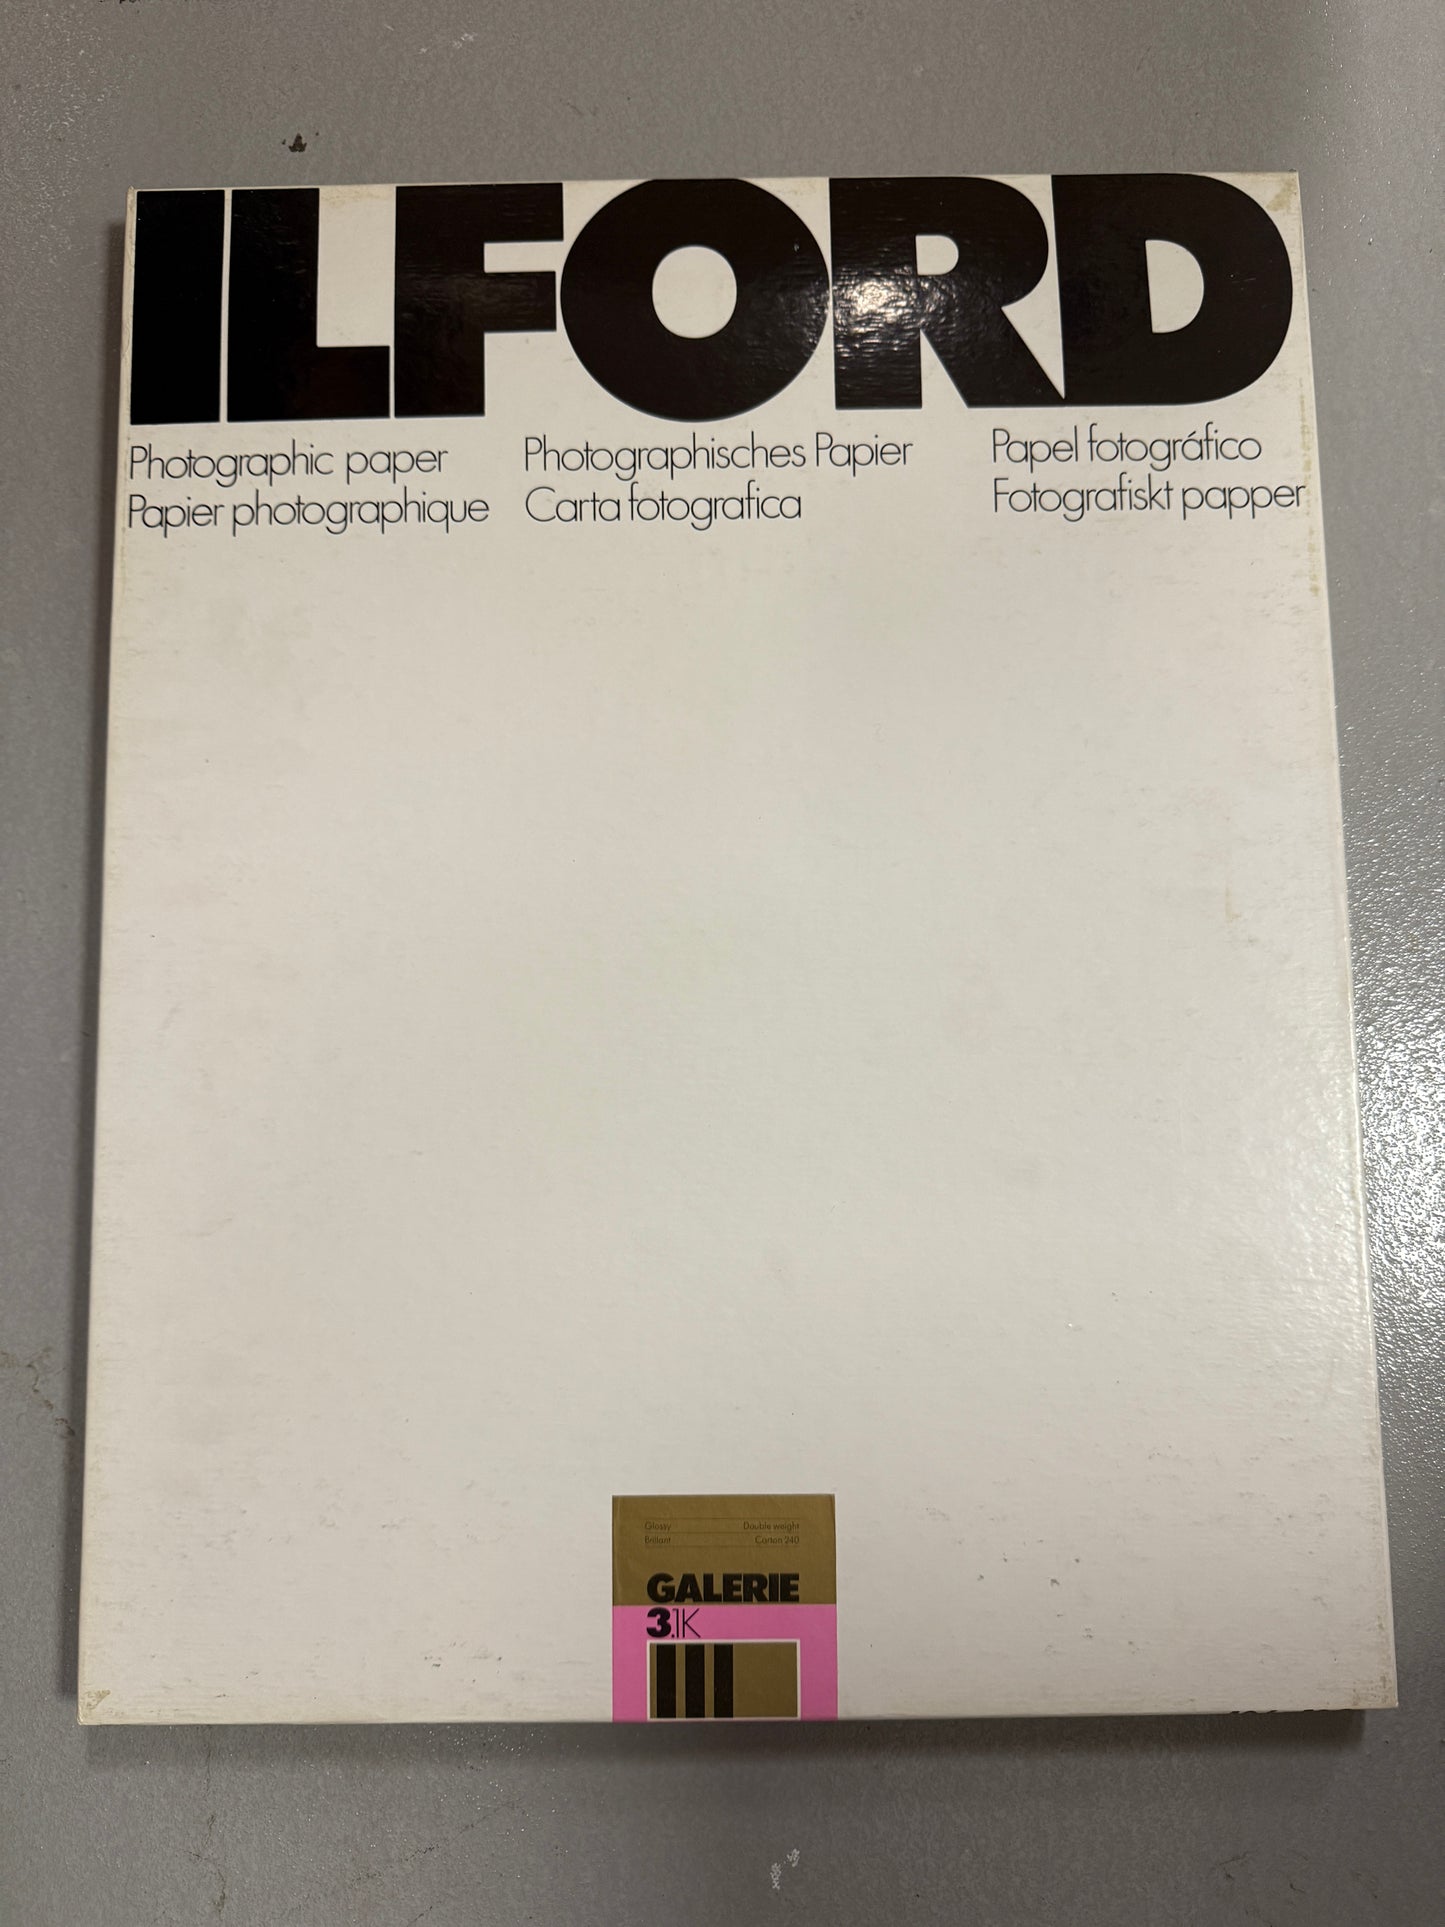 ILFORD
Photographic paper
Papier photographique
Photographisches Papier
Carta fotografica
Papel fotográfico
Fotografiskt papper
Glossy Double weight
Brillant Carton 240
GALERIE
3.1K